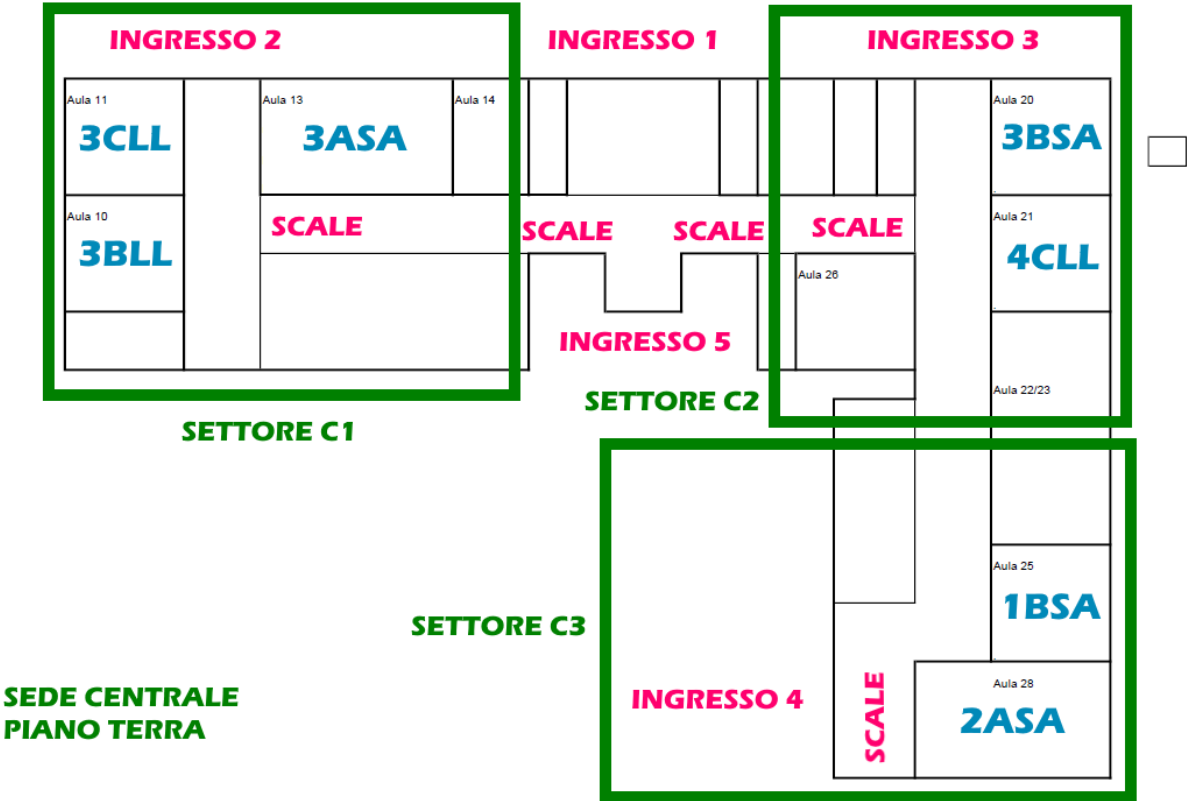 INGRESSO 2
INGRESSO 1
INGRESSO 3
Aula 11
3CLL
Aula 13
3ASA
Aula 14
Aula 20
3BSA
Aula 10
3BLL
SCALE
SCALE
SCALE
SCALE
Aula 21
4CLL
Aula 26
INGRESSO 5
Aula 22/23
SETTORE C2
SETTORE C1
Aula 25
1BSA
SETTORE C3
INGRESSO 4
SCALE
Aula 28
2ASA
SEDE CENTRALE
PIANO TERRA